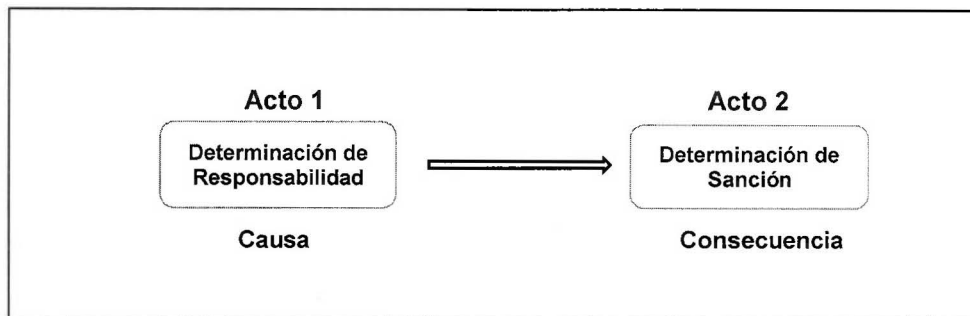 Acto 1
Determinación de
Responsabilidad
Causa
Acto 2
Determinación de
Sanción
Consecuencia